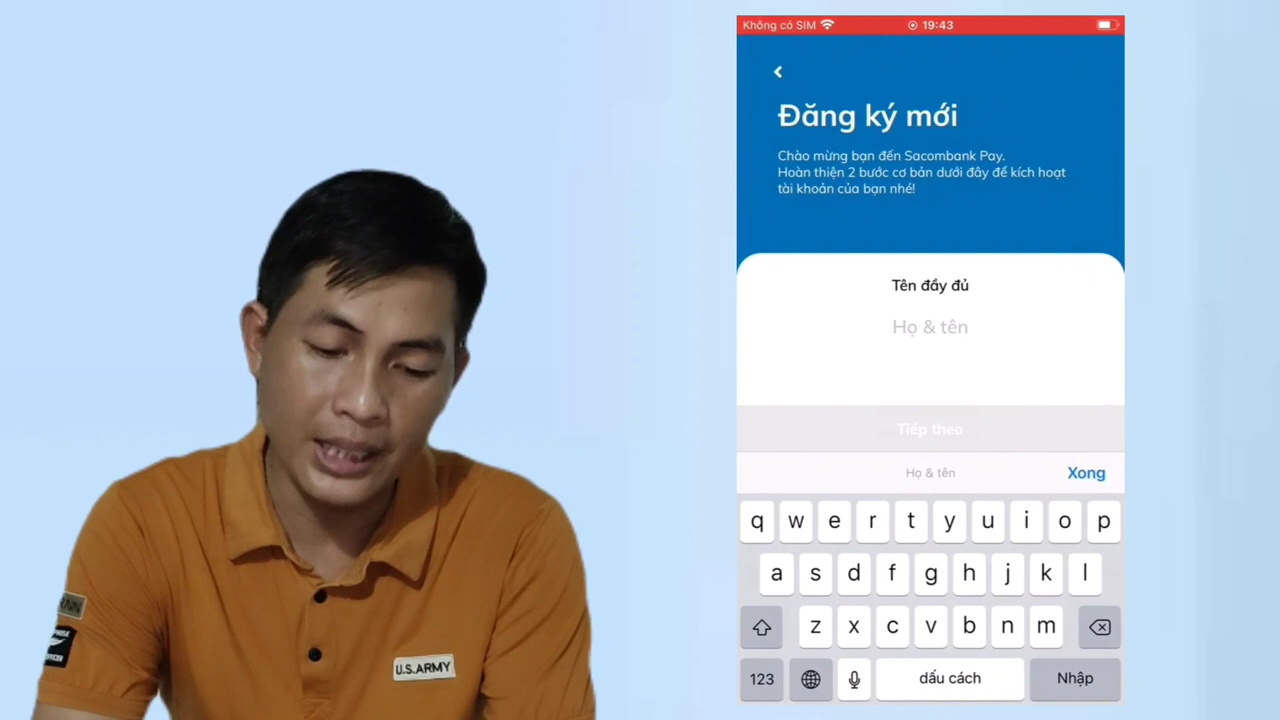 Không có SIM
19:43
Đăng ký mới
Chào mừng bạn đến Sacombank Pay.
Hoàn thiện 2 bước cơ bản dưới đây để kích hoạt
tài khoản của bạn nhé!
Tên đầy đủ
Họ & tên
Tiếp theo
Họ & tên
Xong
q w e r t y u i o p
a s d f g h j k l
z x c v b n m
123
dấu cách
Nhập
U.S.ARMY